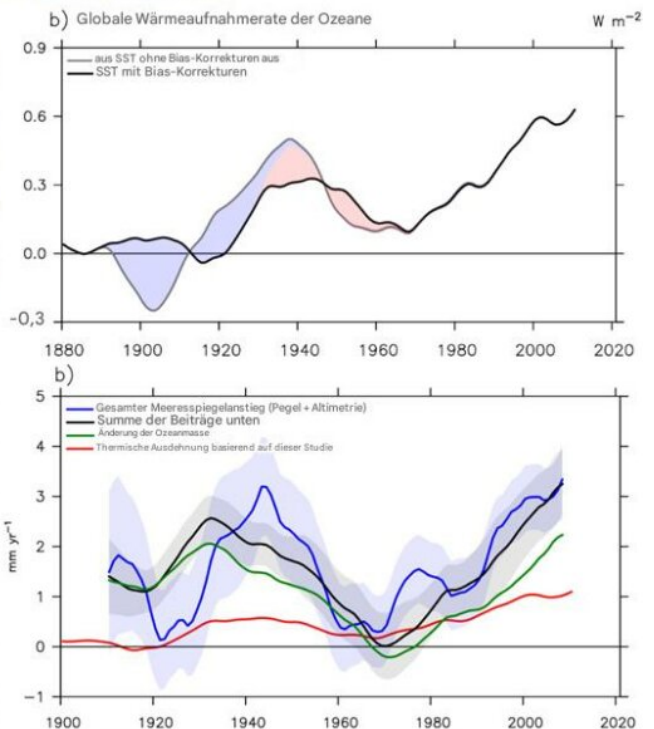 b) Globale Wärmeaufnahmerate der Ozeane W m⁻²
0.9
aus SST ohne Bias-Korrekturen aus
SST mit Bias-Korrekturen
0.6
0.3
0.0
-0,3
1880 1900 1920 1940 1960 1980 2000 2020
b)
5
Gesamter Meeresspiegelanstieg (Pegel + Altimetrie)
Summe der Beiträge unten
Änderung der Ozeanmasse
4
Thermische Ausdehnung basierend auf dieser Studie
3
mm yr⁻¹
2
1
0
-1
1900 1920 1940 1960 1980 2000 2020